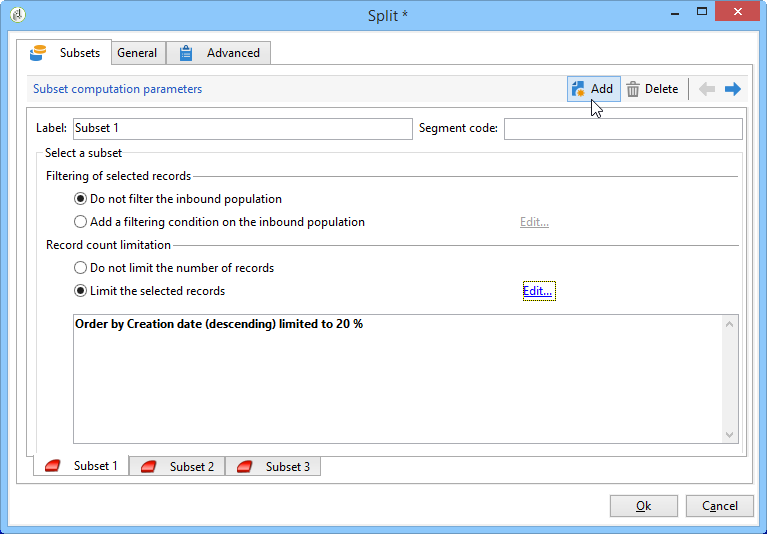 Split *
Subsets General Advanced
Subset computation parameters Add Delete
Label: Subset 1 Segment code:
Select a subset
Filtering of selected records
Do not filter the inbound population
Add a filtering condition on the inbound population Edit...
Record count limitation
Do not limit the number of records
Limit the selected records Edit...
Order by Creation date (descending) limited to 20 %
Subset 1 Subset 2 Subset 3
Ok Cancel